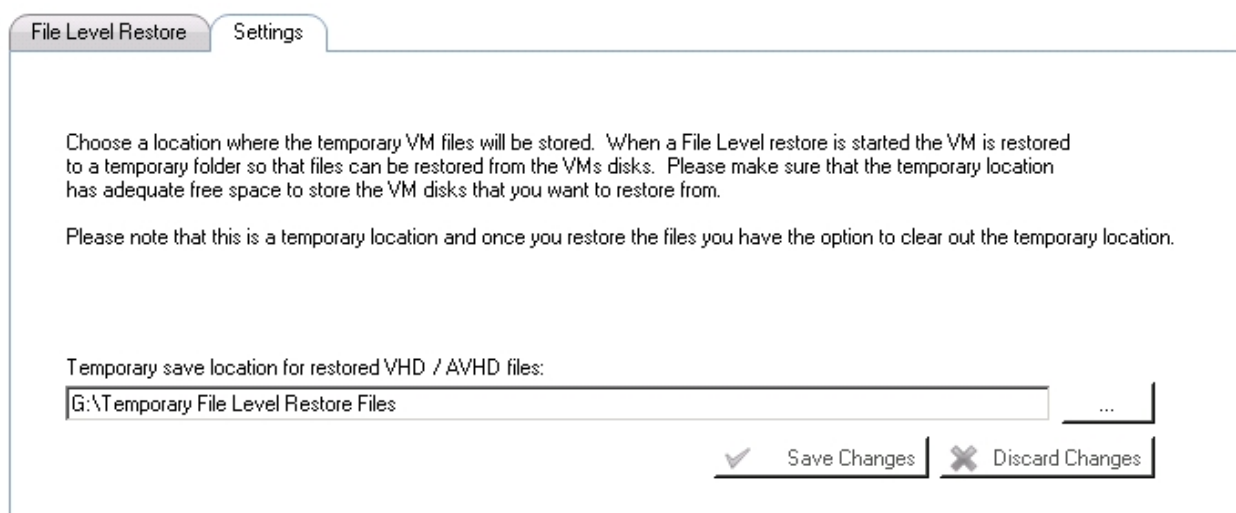 File Level Restore
Settings
Choose a location where the temporary VM files will be stored.  When a File Level restore is started the VM is restored
to a temporary folder so that files can be restored from the VMs disks.  Please make sure that the temporary location
has adequate free space to store the VM disks that you want to restore from.
Please note that this is a temporary location and once you restore the files you have the option to clear out the temporary location.
Temporary save location for restored VHD / AVHD files:
G:\Temporary File Level Restore Files
...
Save Changes
Discard Changes